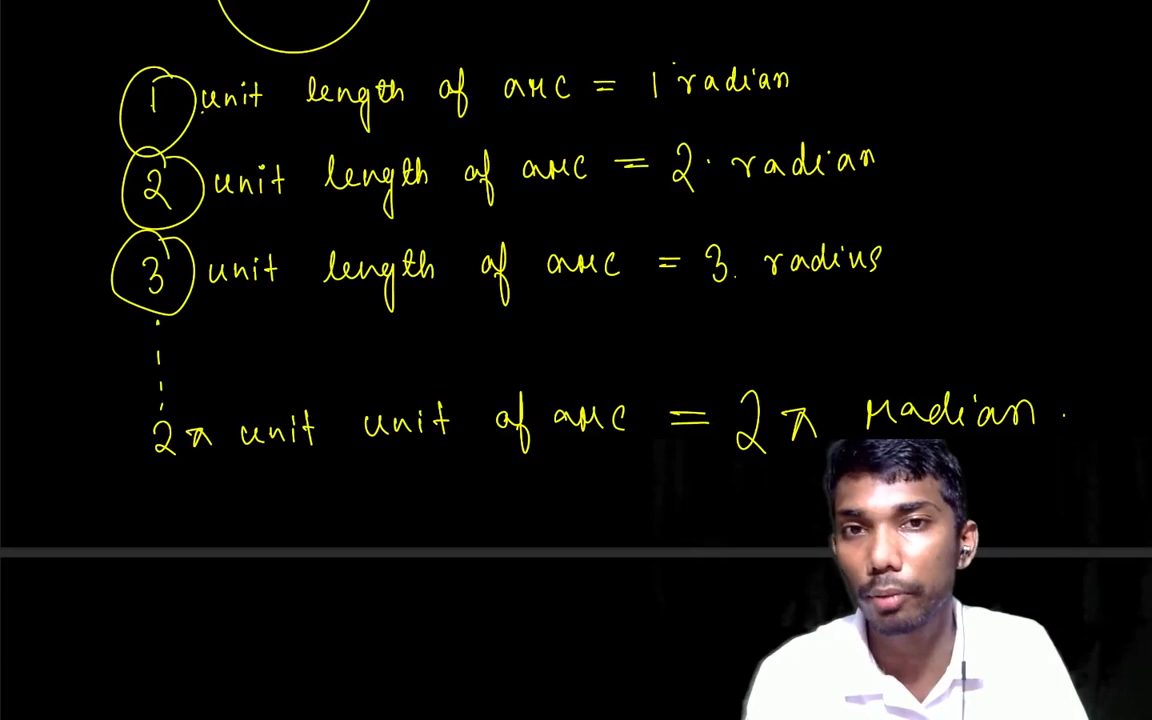 1 unit length of arc = 1 radian
2 unit length of arc = 2. radian
3 unit length of arc = 3. radius
2π unit unit of arc = 2π radian.